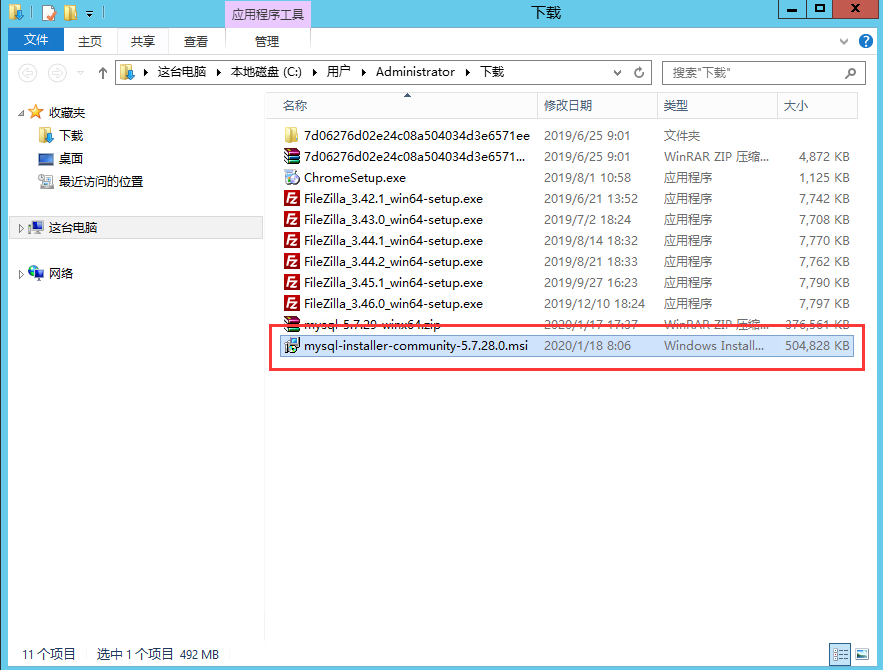 应用程序工具
下载
文件 主页 共享 查看 管理
这台电脑 本地磁盘 (C:) 用户 Administrator 下载
搜索"下载"
名称 修改日期 类型 大小
收藏夹
下载
桌面
最近访问的位置
这台电脑
网络
7d06276d02e24c08a504034d3e6571ee 2019/6/25 9:01 文件夹
7d06276d02e24c08a504034d3e6571... 2019/6/25 9:01 WinRAR ZIP 压缩... 4,872 KB
ChromeSetup.exe 2019/8/1 10:58 应用程序 1,125 KB
FileZilla_3.42.1_win64-setup.exe 2019/6/21 13:52 应用程序 7,742 KB
FileZilla_3.43.0_win64-setup.exe 2019/7/2 18:24 应用程序 7,708 KB
FileZilla_3.44.1_win64-setup.exe 2019/8/14 18:32 应用程序 7,770 KB
FileZilla_3.44.2_win64-setup.exe 2019/8/21 18:33 应用程序 7,762 KB
FileZilla_3.45.1_win64-setup.exe 2019/9/27 16:23 应用程序 7,790 KB
FileZilla_3.46.0_win64-setup.exe 2019/12/10 18:24 应用程序 7,797 KB
mysql-5.7.29-winx64.zip 2020/1/17 17:37 WinRAR ZIP 压缩... 376,561 KB
mysql-installer-community-5.7.28.0.msi 2020/1/18 8:06 Windows Install... 504,828 KB
11 个项目 选中 1 个项目 492 MB